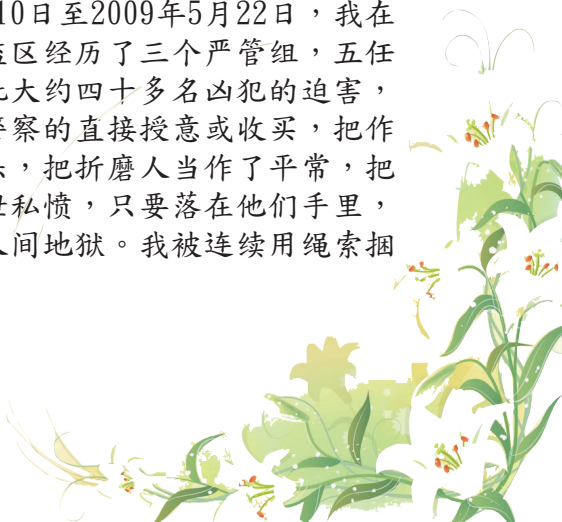 10日至2009年5月22日，我在
监区经历了三个严管组，五任
大约四十多名凶犯的迫害，
警察的直接授意或收买，把作
，把折磨人当作了平常，把
私愤，只要落在他们手里，
人间地狱。我被连续用绳索捆